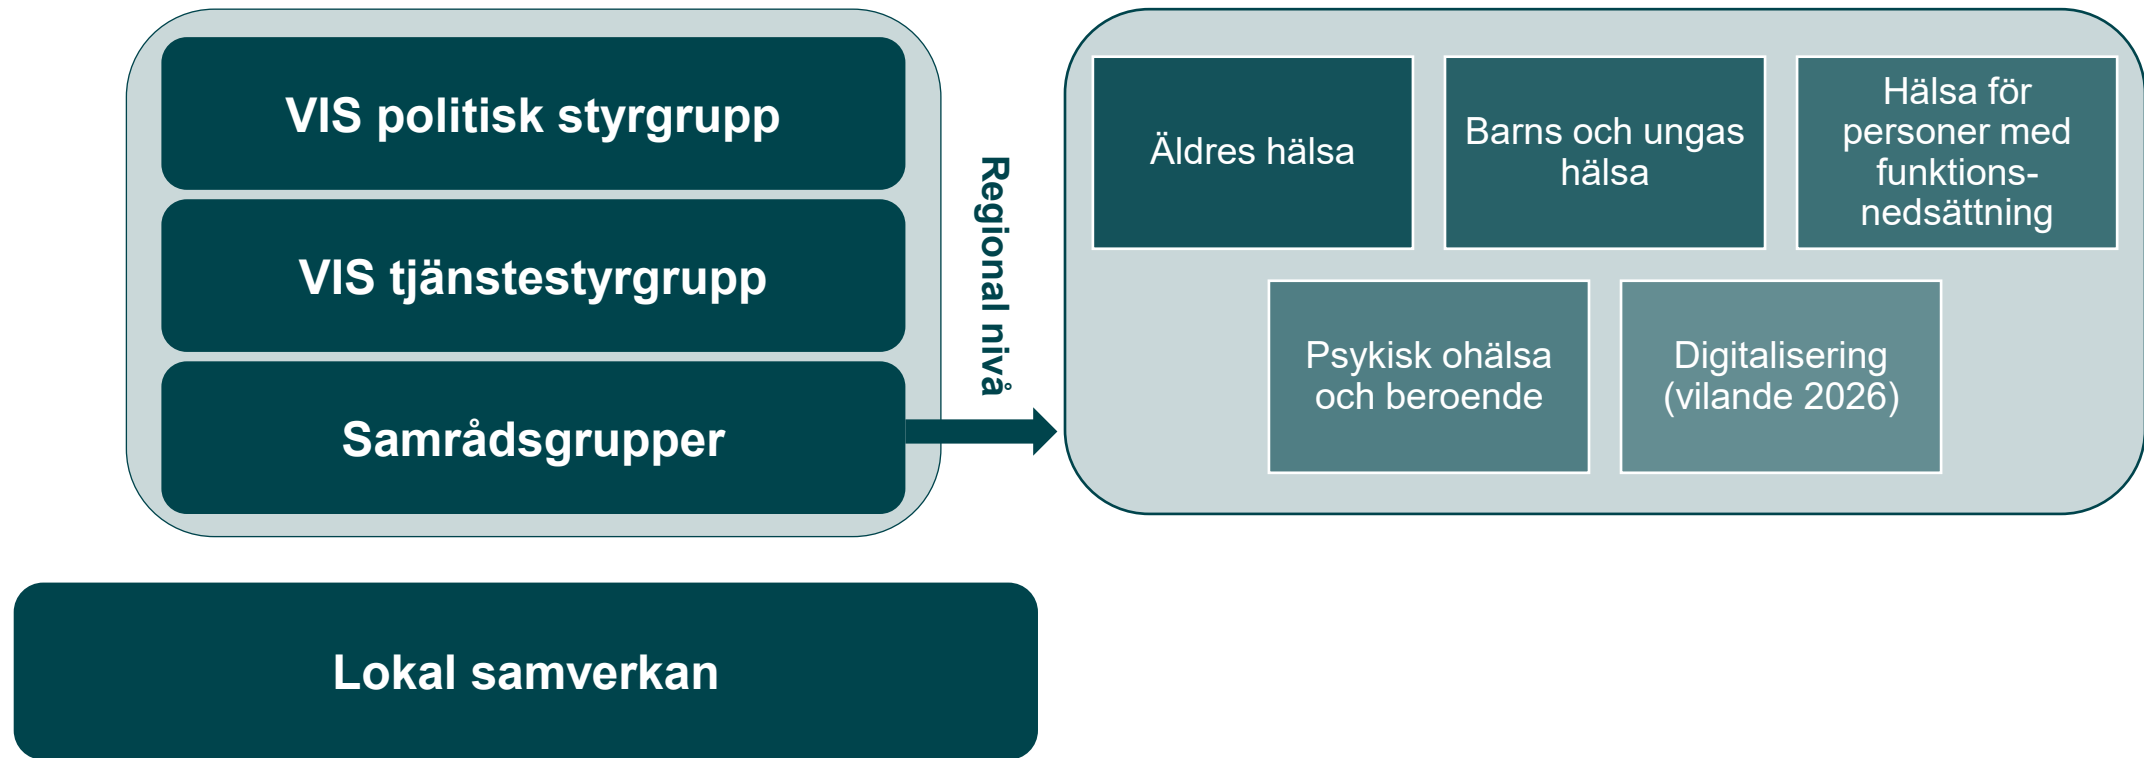 VIS politisk styrgrupp
VIS tjänstestyrgrupp
Samrådsgrupper
Regional nivå
Äldres hälsa
Barns och ungas
hälsa
Hälsa för
personer med
funktions-
nedsättning
Psykisk ohälsa
och beroende
Digitalisering
(vilande 2026)
Lokal samverkan